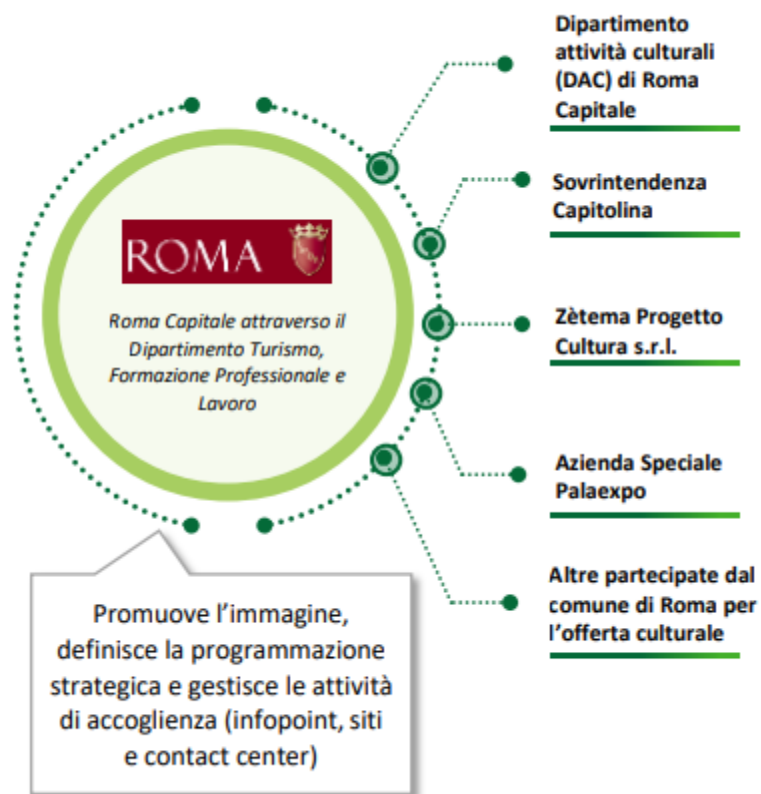 Dipartimento
attività culturali
(DAC) di Roma
Capitale
Sovrintendenza
Capitolina
ROMA
Roma Capitale attraverso il
Dipartimento Turismo,
Formazione Professionale e
Lavoro
Zètema Progetto
Cultura s.r.l.
Azienda Speciale
Palaexpo
Altre partecipate dal
comune di Roma per
l’offerta culturale
Promuove l’immagine,
definisce la programmazione
strategica e gestisce le attività
di accoglienza (infopoint, siti
e contact center)